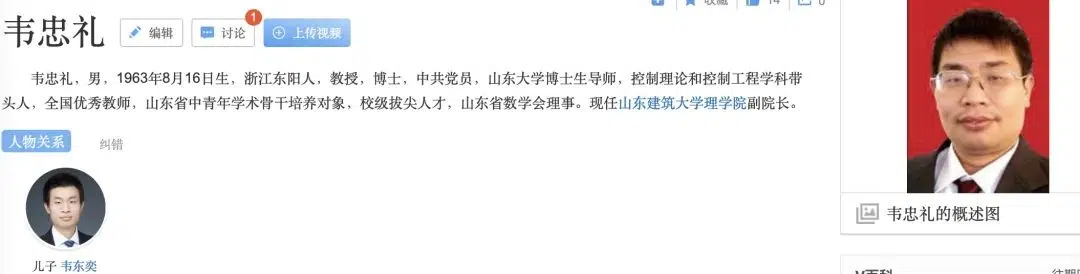 收藏 14 0
韦忠礼 编辑 讨论 1 上传视频
韦忠礼，男，1963年8月16日生，浙江东阳人，教授，博士，中共党员，山东大学博士生导师，控制理论和控制工程学科带
头人，全国优秀教师，山东省中青年学术骨干培养对象，校级拔尖人才，山东省数学会理事。现任山东建筑大学理学院副院长。
人物关系 纠错
儿子 韦东奕
韦忠礼的概述图